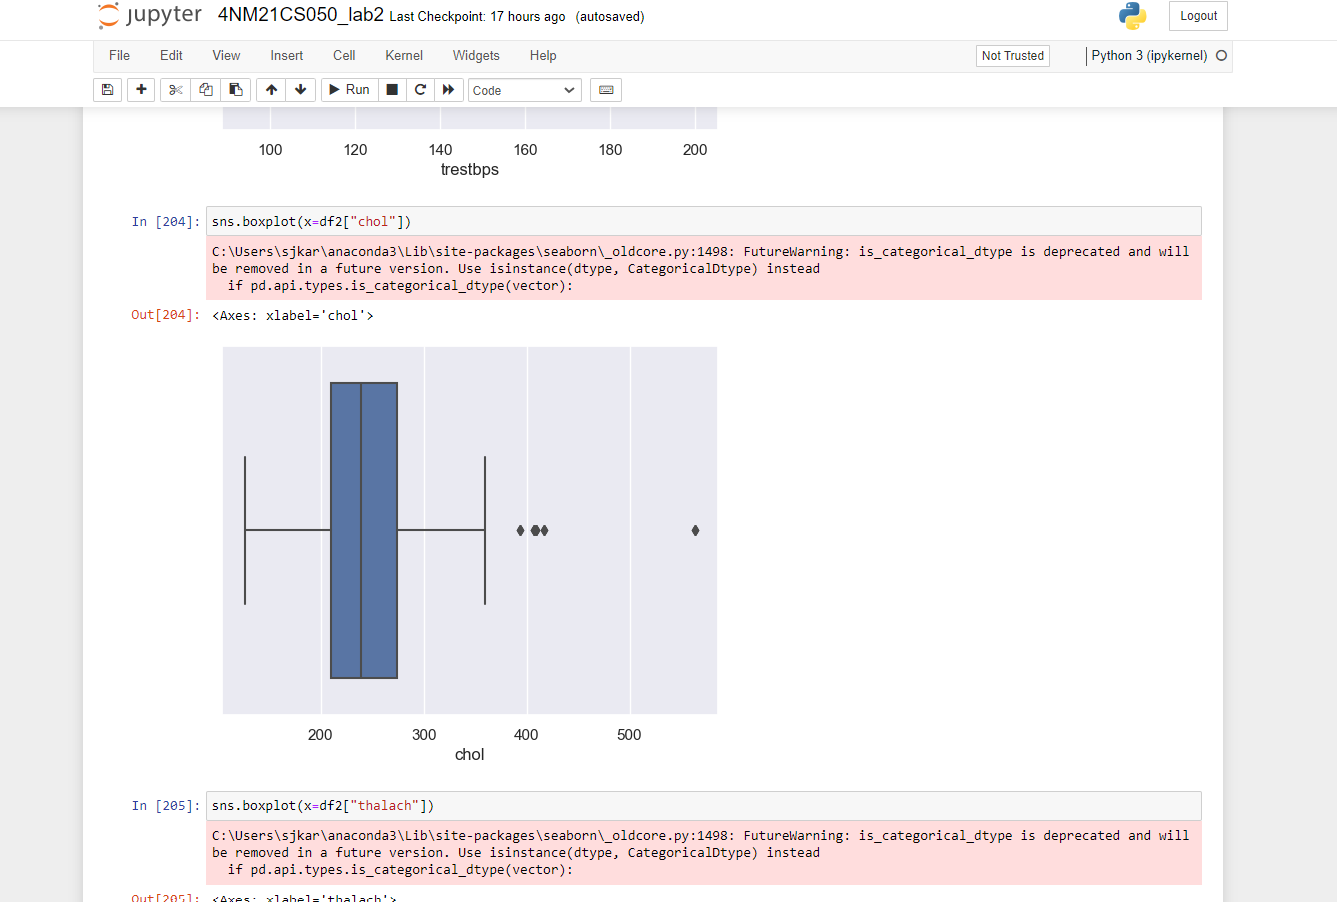 jupyter 4NM21CS050_lab2 Last Checkpoint: 17 hours ago (autosaved)
Logout
File Edit View Insert Cell Kernel Widgets Help
Not Trusted
Python 3 (ipykernel)
Run
Code
100 120 140 160 180 200
trestbps
In [204]: sns.boxplot(x=df2["chol"])
C:\Users\sjkar\anaconda3\Lib\site-packages\seaborn\_oldcore.py:1498: FutureWarning: is_categorical_dtype is deprecated and will
be removed in a future version. Use isinstance(dtype, CategoricalDtype) instead
  if pd.api.types.is_categorical_dtype(vector):
Out[204]: <Axes: xlabel='chol'>
200 300 400 500
chol
In [205]: sns.boxplot(x=df2["thalach"])
C:\Users\sjkar\anaconda3\Lib\site-packages\seaborn\_oldcore.py:1498: FutureWarning: is_categorical_dtype is deprecated and will
be removed in a future version. Use isinstance(dtype, CategoricalDtype) instead
  if pd.api.types.is_categorical_dtype(vector):
Out[205]: <Axes: xlabel='thalach'>